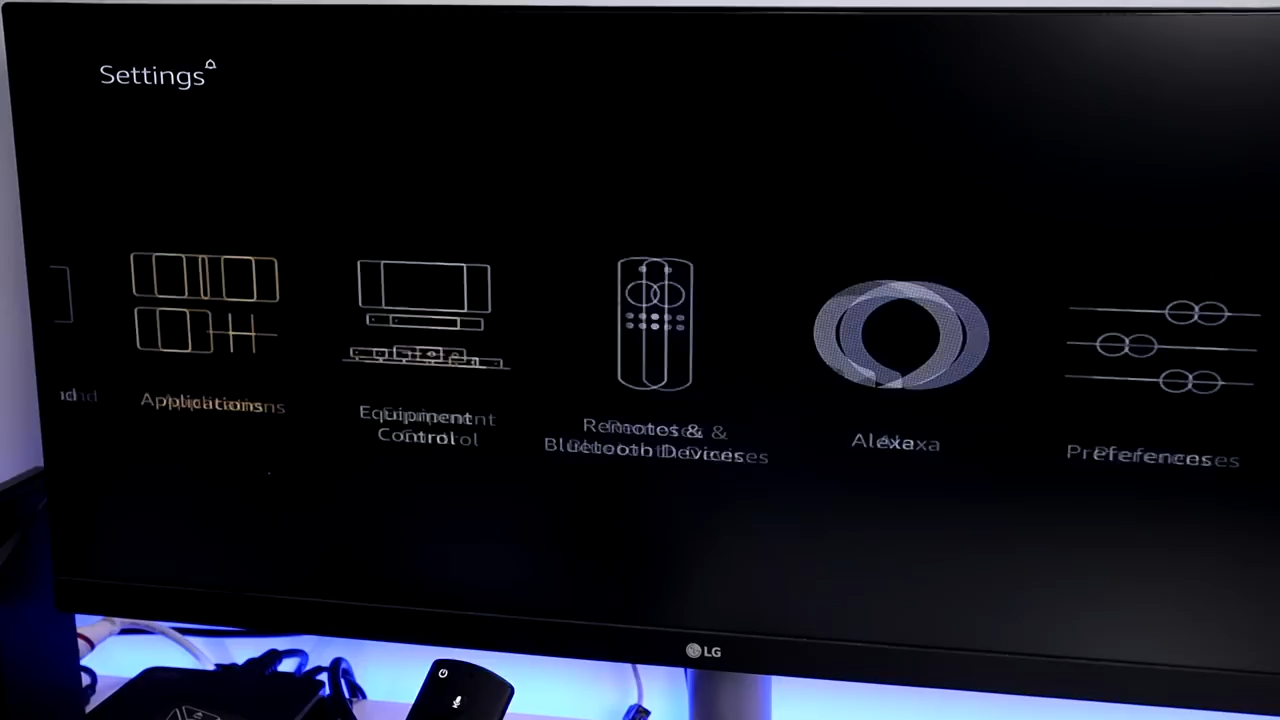 Settings
Applications
Equipment
Control
Remotes &
Bluetooth Devices
Alexa
Preferences
LG